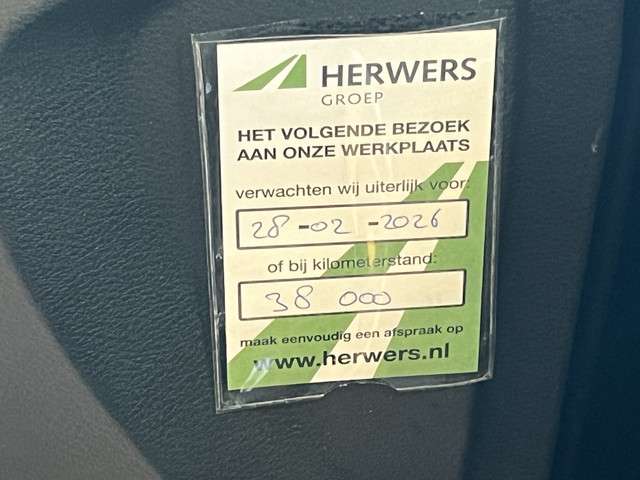 HERWERS
GROEP
HET VOLGENDE BEZOEK
AAN ONZE WERKPLAATS
verwachten wij uiterlijk voor:
28-02-2026
of bij kilometerstand:
38 000
maak eenvoudig een afspraak op
www.herwers.nl